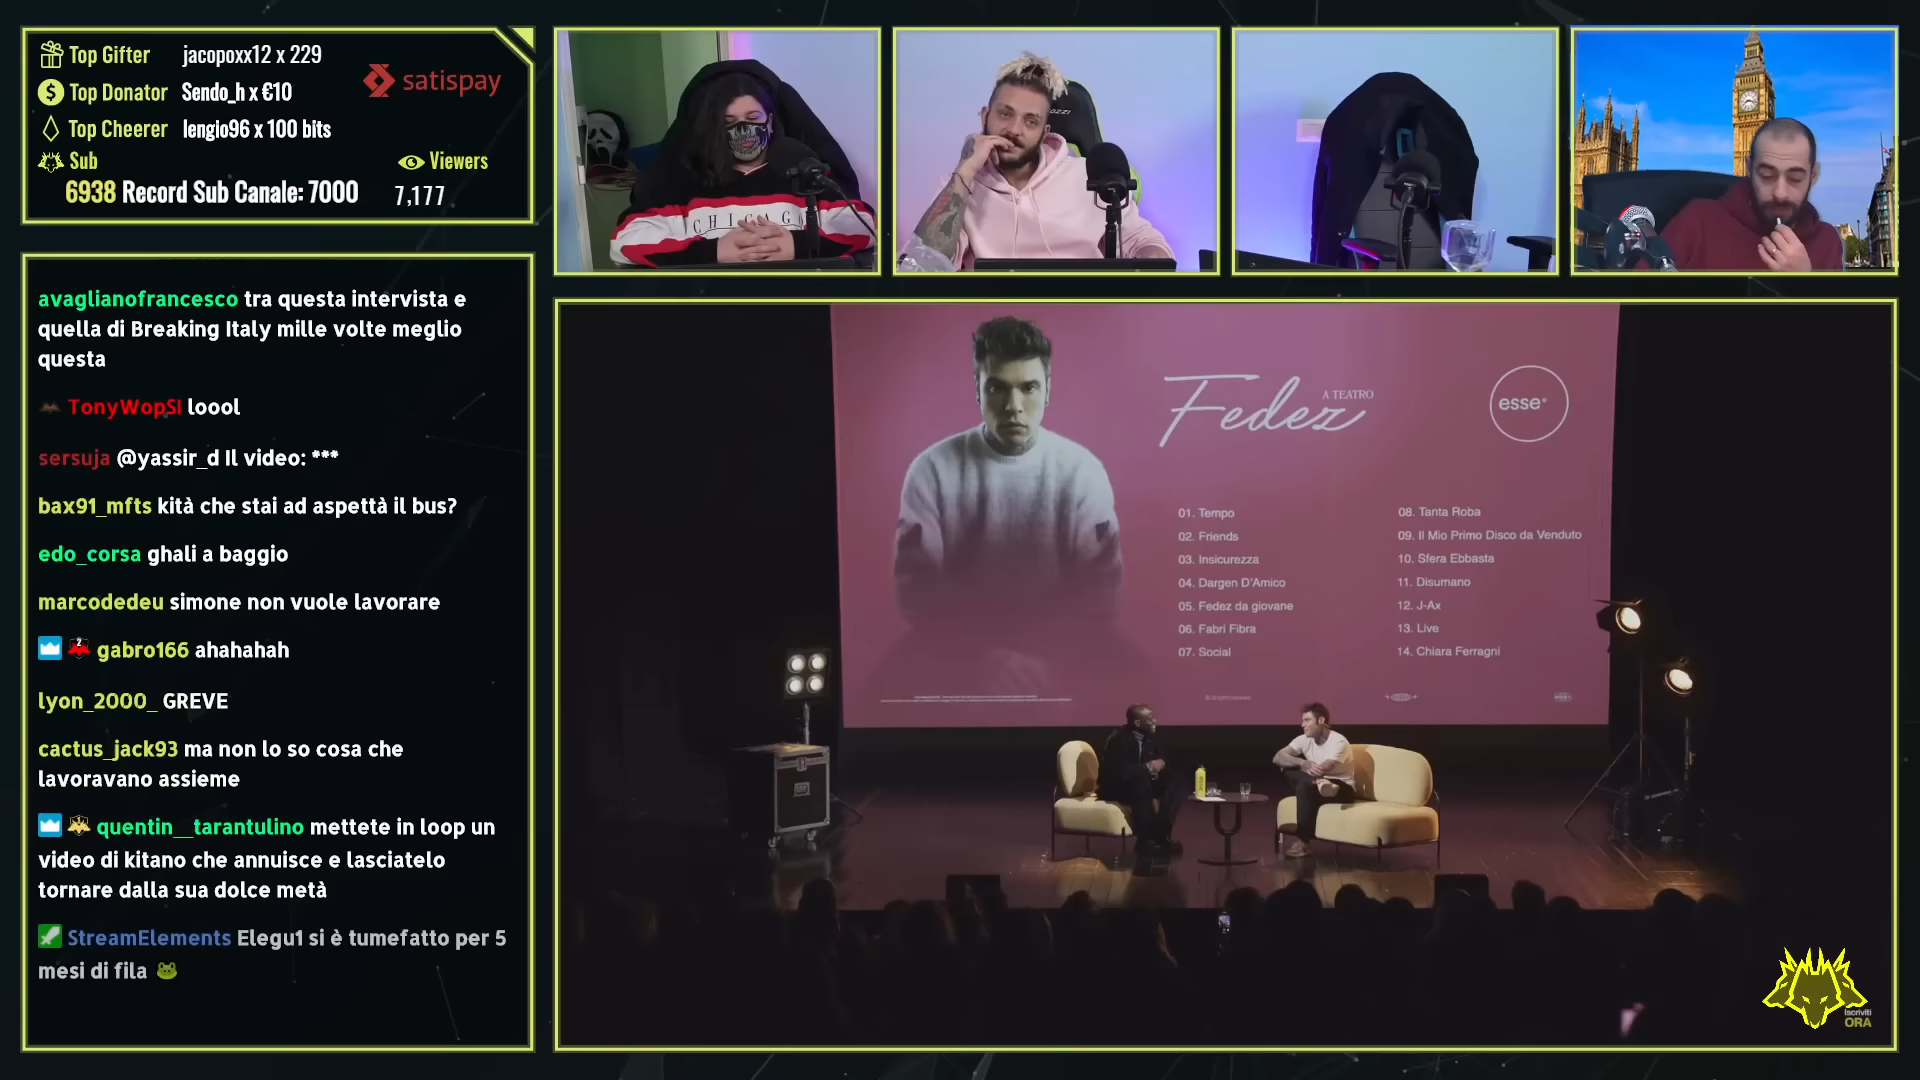 Top Gifter jacopoxx12 x 229
Top Donator Sendo_h x €10
Top Cheerer lengio96 x 100 bits
satispay
Sub
6938 Record Sub Canale: 7000
Viewers
7,177
avaglianofrancesco tra questa intervista e
quella di Breaking Italy mille volte meglio
questa
TonyWopSI loool
sersuja @yassir_d Il video: ***
bax91_mfts kità che stai ad aspettà il bus?
edo_corsa ghali a baggio
marcodedeu simone non vuole lavorare
gabro166 ahahahah
lyon_2000_ GREVE
cactus_jack93 ma non lo so cosa che
lavoravano assieme
quentin__tarantulino mettete in loop un
video di kitano che annuisce e lasciatelo
tornare dalla sua dolce metà
StreamElements Elegu1 si è tumefatto per 5
mesi di fila
CHICAG
Fedez
A TEATRO
esse
01. Tempo
02. Friends
03. Insicurezza
04. Dargen D'Amico
05. Fedez da giovane
06. Fabri Fibra
07. Social
08. Tanta Roba
09. Il Mio Primo Disco da Venduto
10. Sfera Ebbasta
11. Disumano
12. J-Ax
13. Live
14. Chiara Ferragni
Iscriviti
ORA